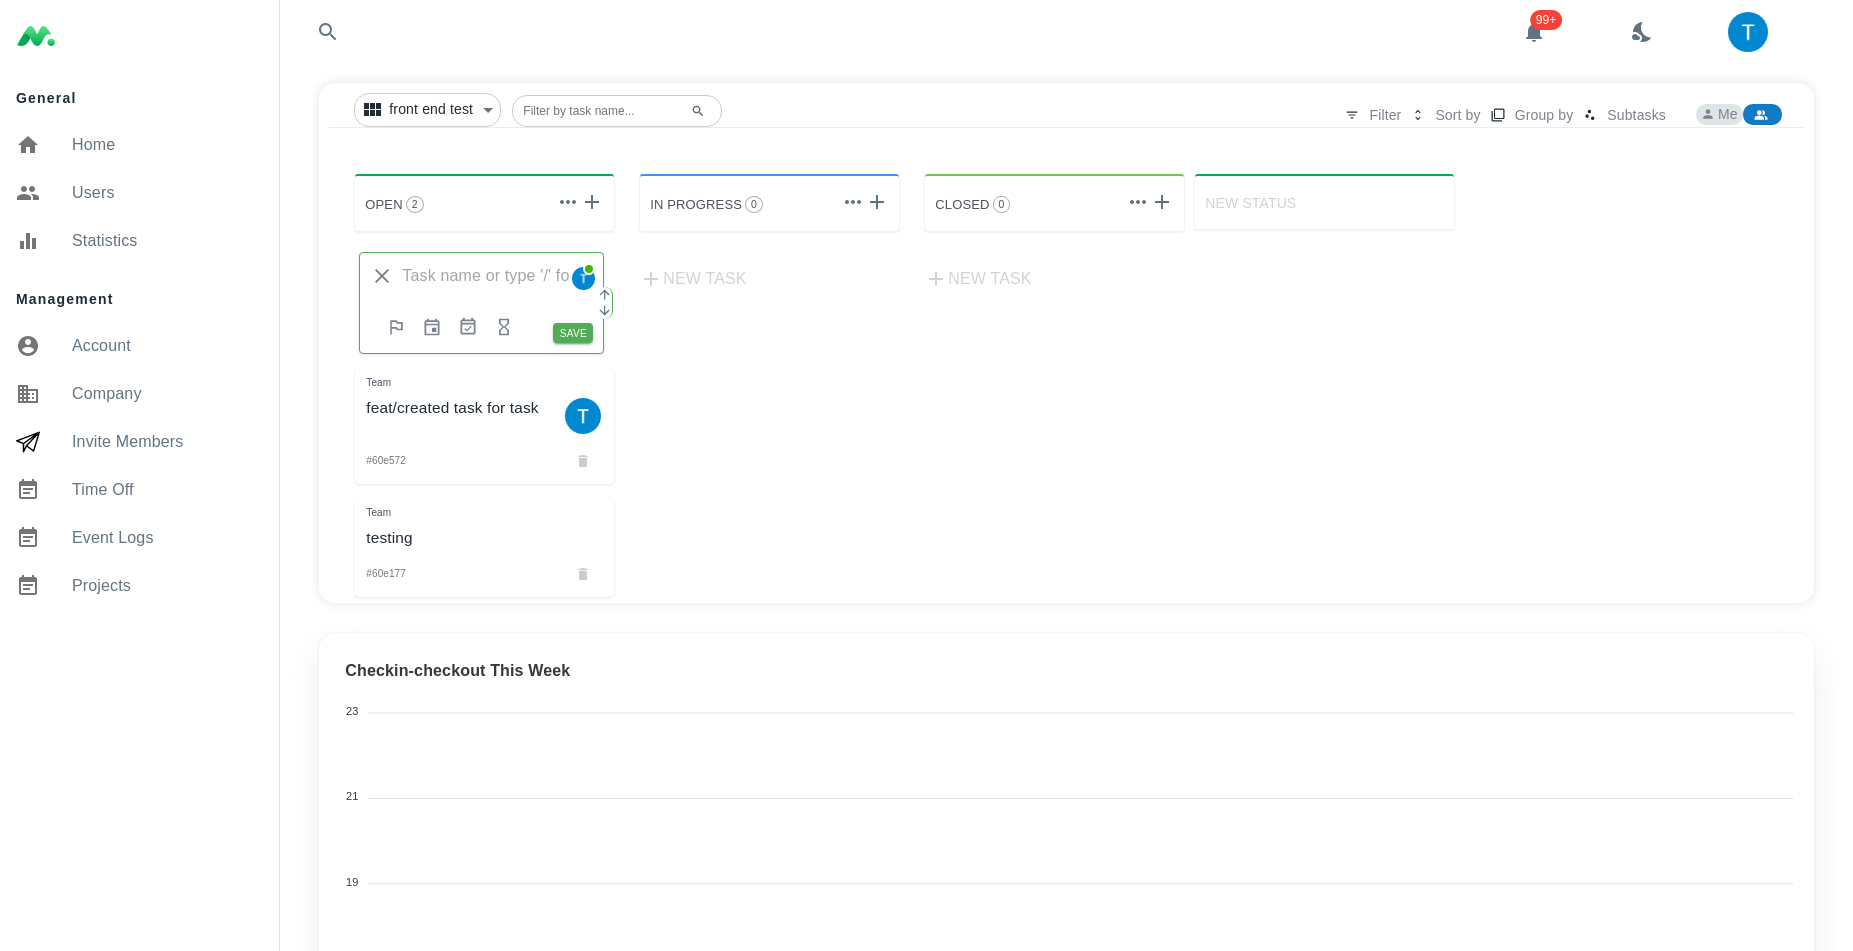 99+
T
General
Home
Users
Statistics
Management
Account
Company
Invite Members
Time Off
Event Logs
Projects
front end test
Filter by task name...
Filter
Sort by
Group by
Subtasks
Me
OPEN 2
IN PROGRESS 0
CLOSED 0
NEW STATUS
Task name or type '/' fo
T
SAVE
NEW TASK
NEW TASK
Team
feat/created task for task
T
#60e572
Team
testing
#60e177
Checkin-checkout This Week
23
21
19